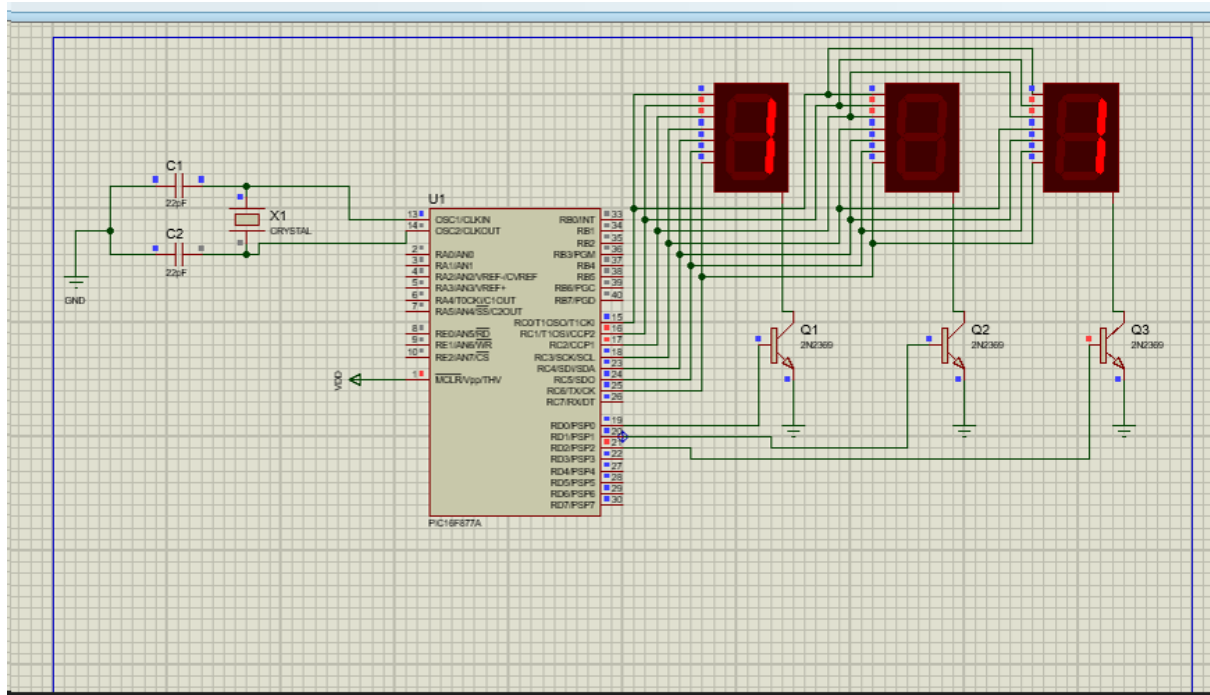 C1
22pF
X1
CRYSTAL
C2
22pF
GND
VDD
U1
13 OSC1/CLKIN
14 OSC2/CLKOUT
2 RA0/AN0
3 RA1/AN1
4 RA2/AN2/VREF-/CVREF
5 RA3/AN3/VREF+
6 RA4/T0CKI/C1OUT
7 RA5/AN4/SS/C2OUT
8 RE0/AN5/RD
9 RE1/AN6/WR
10 RE2/AN7/CS
1 MCLR/Vpp/THV
RB0/INT 33
RB1 34
RB2 35
RB3/PGM 36
RB4 37
RB5 38
RB6/PGC 39
RB7/PGD 40
RC0/T1OSO/T1CKI 15
RC1/T1OSI/CCP2 16
RC2/CCP1 17
RC3/SCK/SCL 18
RC4/SDI/SDA 23
RC5/SDO 24
RC6/TX/CK 25
RC7/RX/DT 26
RD0/PSP0 19
RD1/PSP1 20
RD2/PSP2 21
RD3/PSP3 22
RD4/PSP4 27
RD5/PSP5 28
RD6/PSP6 29
RD7/PSP7 30
PIC16F877A
1
1
Q1
2N2369
Q2
2N2369
Q3
2N2369